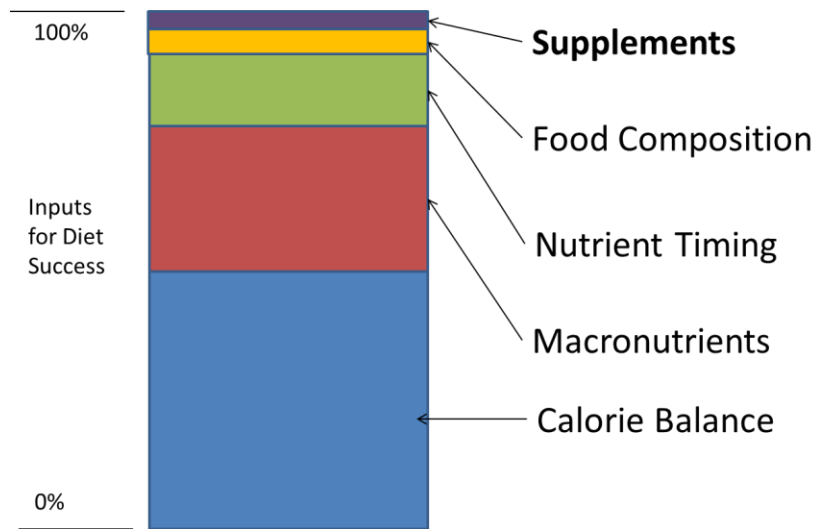 100%
Supplements
Food Composition
Inputs
for Diet
Success
Nutrient Timing
Macronutrients
Calorie Balance
0%